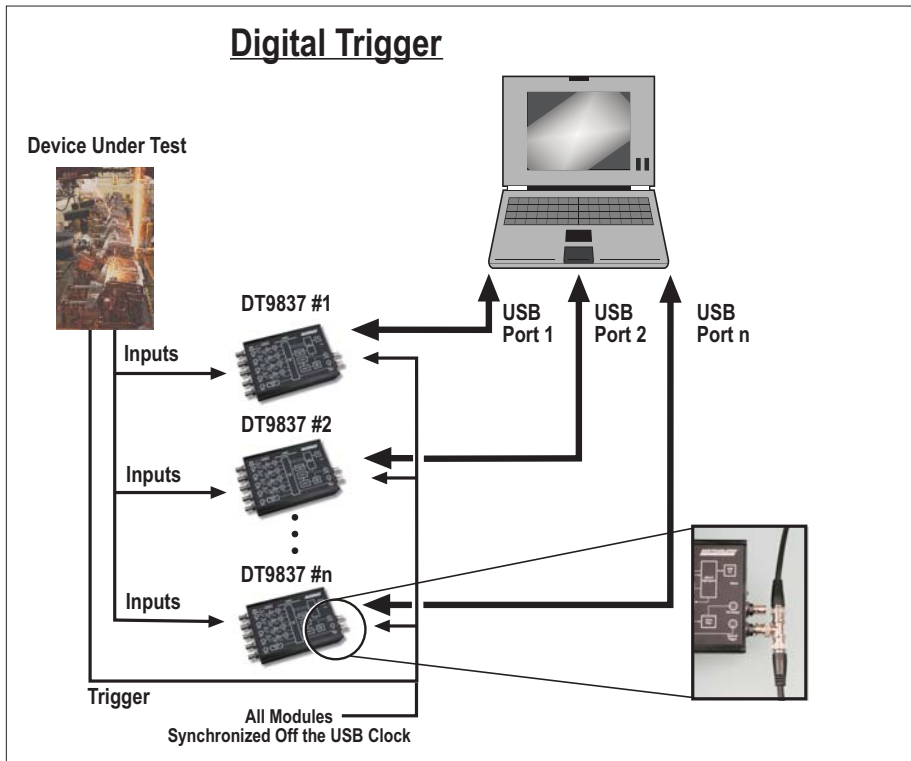 Digital Trigger
Device Under Test
DT9837 #1
USB
Port 1
USB
Port 2
USB
Port n
Inputs
DT9837 #2
Inputs
DT9837 #n
Inputs
Trigger
All Modules
Synchronized Off the USB Clock